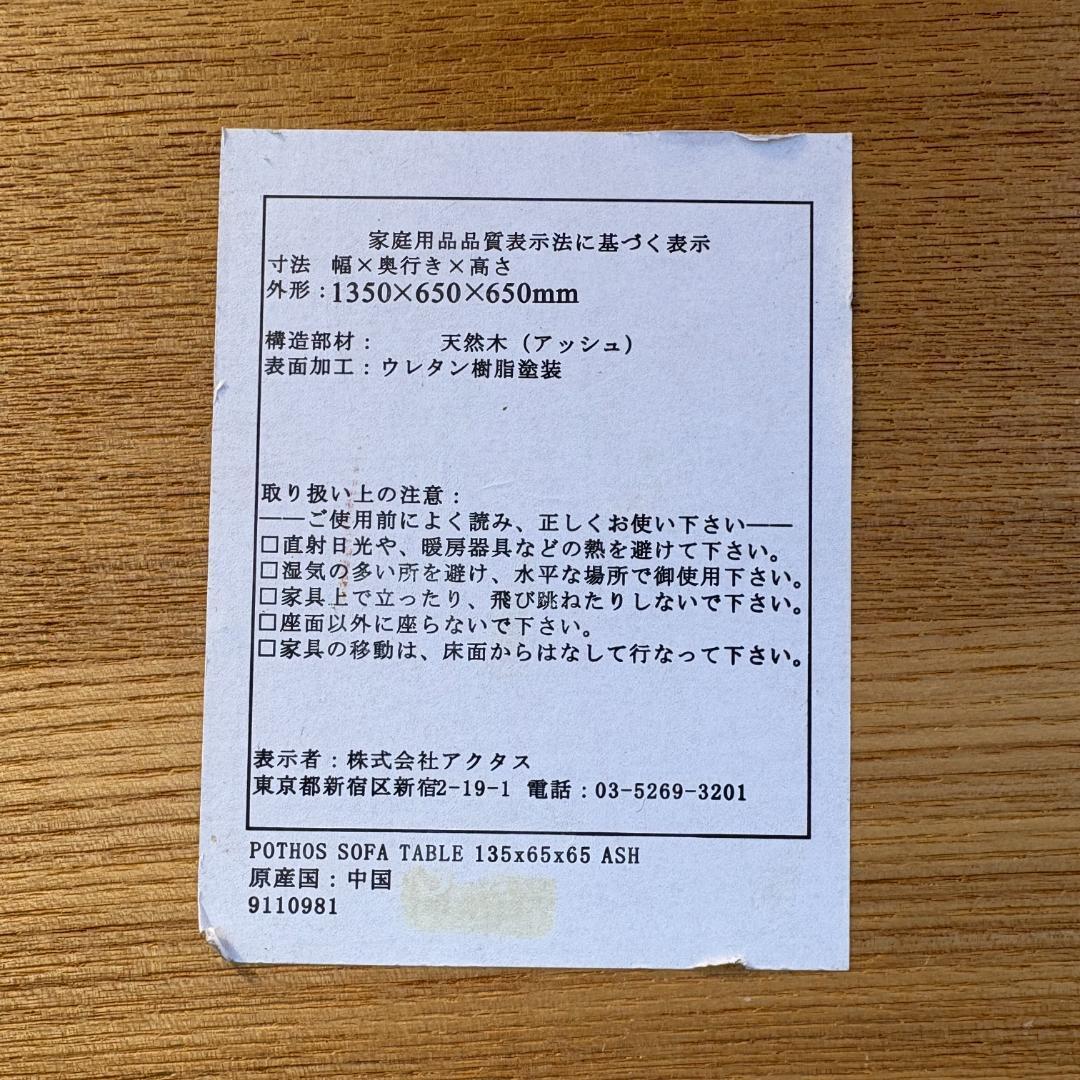 家庭用品品質表示法に基づく表示
寸法 幅×奥行き×高さ
外形：1350×650×650mm
構造部材： 天然木（アッシュ）
表面加工：ウレタン樹脂塗装
取り扱い上の注意：
――ご使用前によく読み、正しくお使い下さい――
□直射日光や、暖房器具などの熱を避けて下さい。
□湿気の多い所を避け、水平な場所で御使用下さい。
□家具上で立ったり、飛び跳ねたりしないで下さい。
□座面以外に座らないで下さい。
□家具の移動は、床面からはなして行なって下さい。
表示者：株式会社アクタス
東京都新宿区新宿2-19-1 電話：03-5269-3201
POTHOS SOFA TABLE 135x65x65 ASH
原産国：中国
9110981